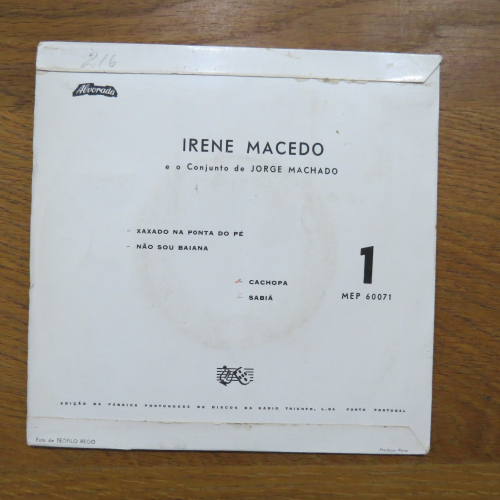 216
Alvorada
IRENE MACEDO
e o Conjunto de JORGE MACHADO
– XAXADO NA PONTA DO PÉ
– NÃO SOU BAIANA
CACHOPA
SABIÁ
1
MEP 60071
EDIÇÃO DA FÁBRICA PORTUGUESA DE DISCOS DA RÁDIO TRIUNFO, L.DA PORTO PORTUGAL
Foto de TEÓFILO REGO